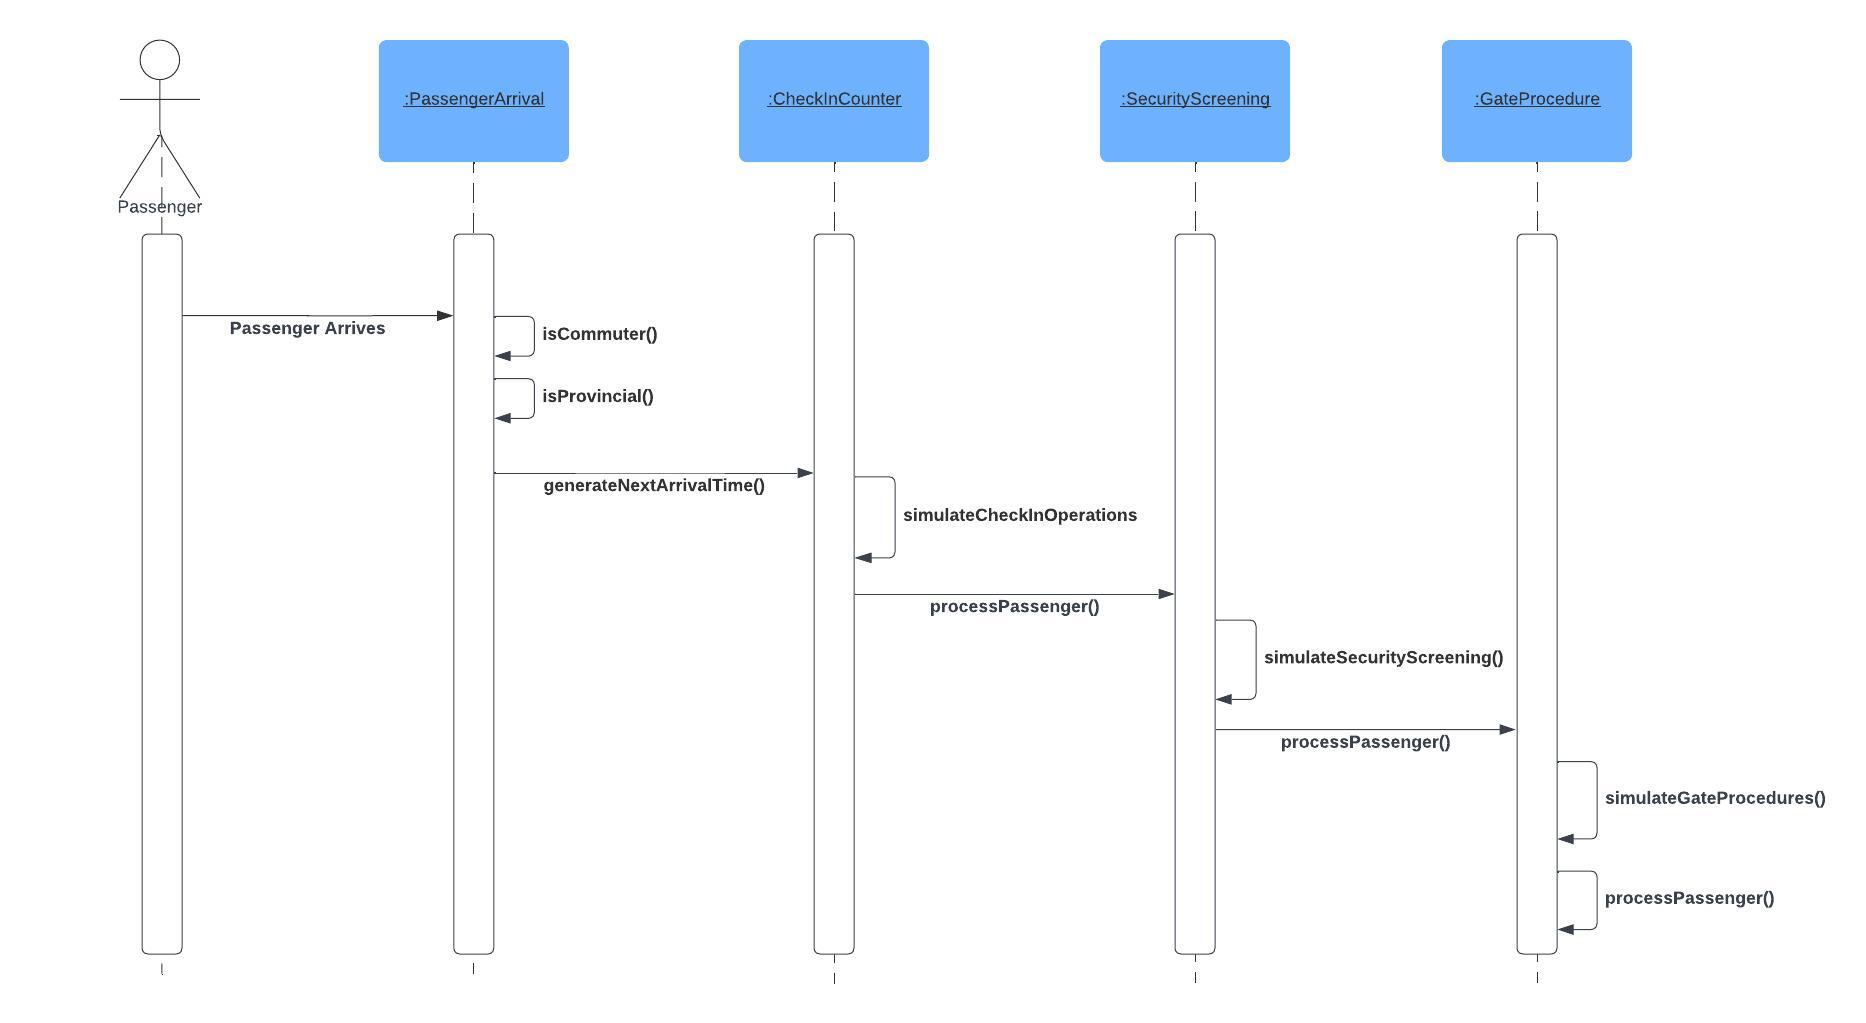 :PassengerArrival
:CheckInCounter
:SecurityScreening
:GateProcedure
Passenger
Passenger Arrives
isCommuter()
isProvincial()
generateNextArrivalTime()
simulateCheckInOperations
processPassenger()
simulateSecurityScreening()
processPassenger()
simulateGateProcedures()
processPassenger()